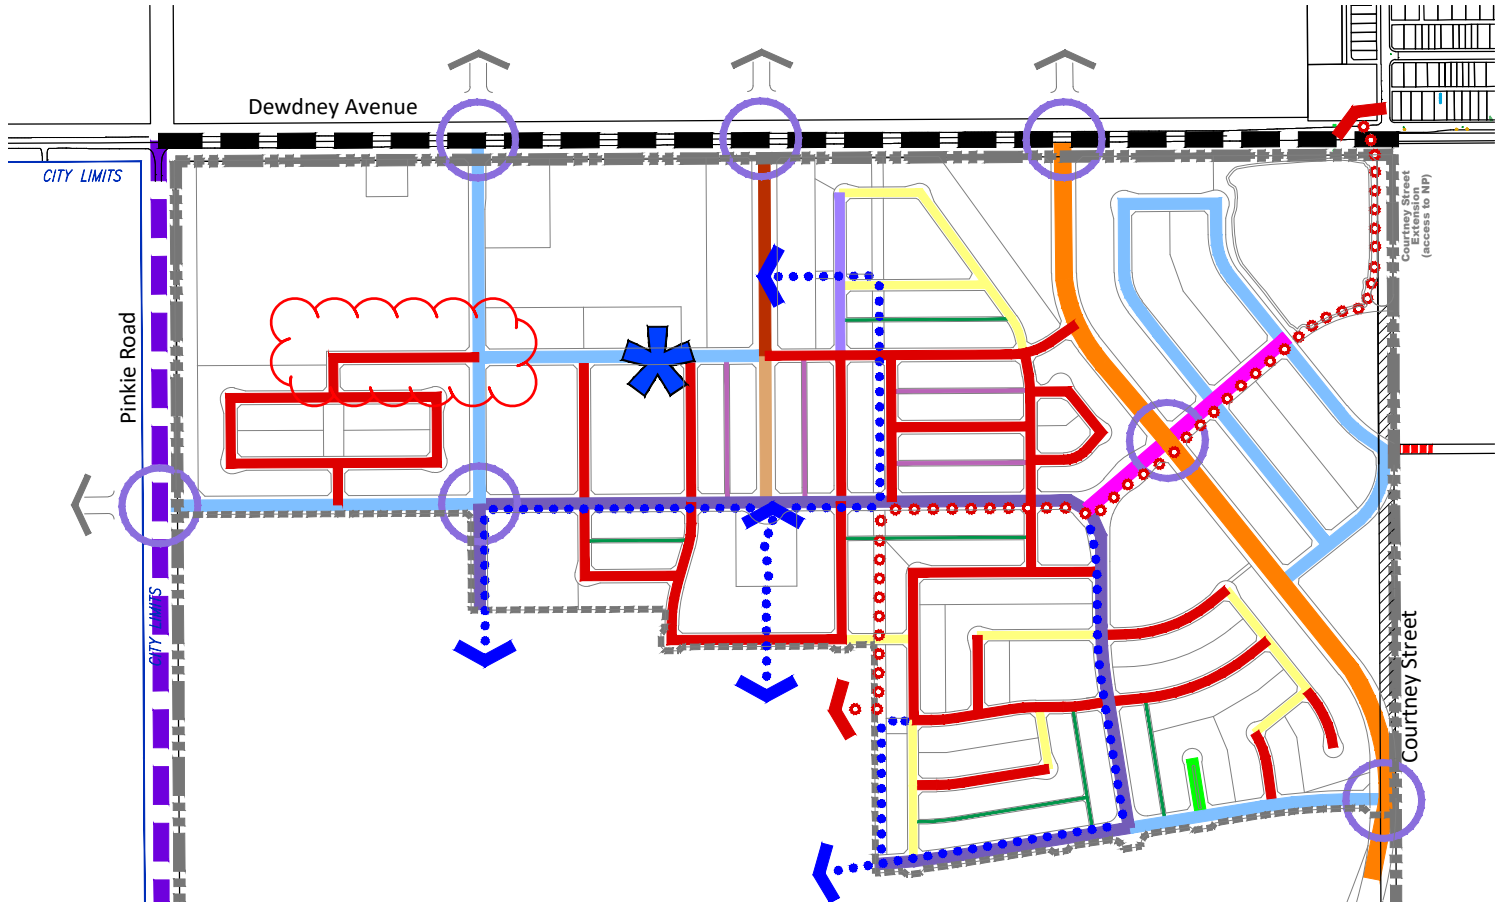 Dewdney Avenue
CITY LIMITS
Courtney Street
Extension
(access to NP)
Pinkie Road
CITY LIMITS
Courtney Street